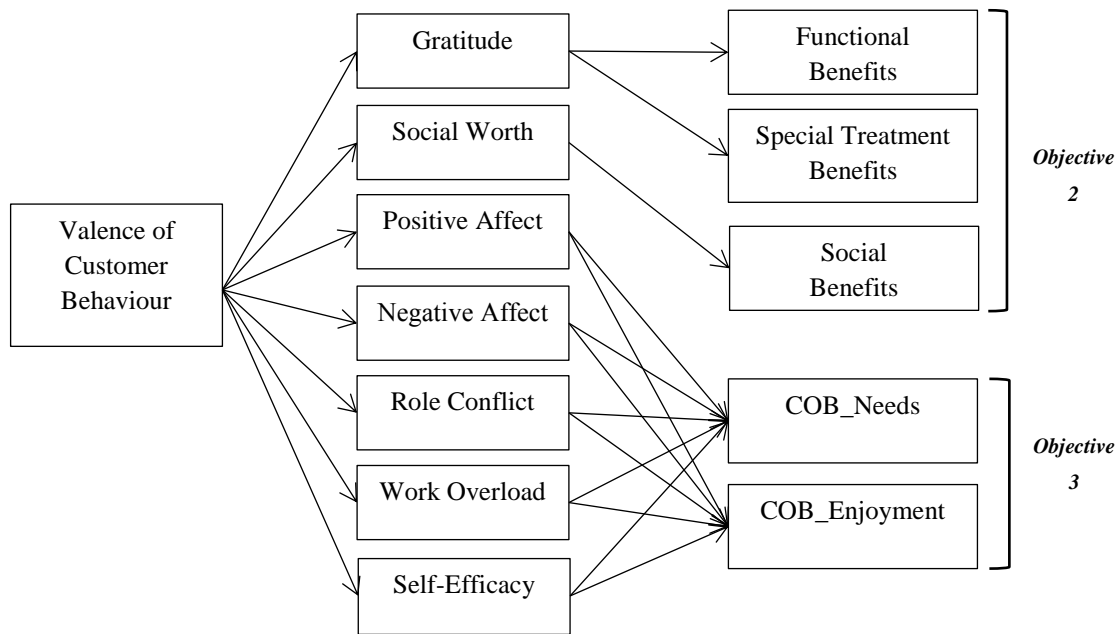 Valence of
Customer
Behaviour
Gratitude
Social Worth
Positive Affect
Negative Affect
Role Conflict
Work Overload
Self-Efficacy
Functional
Benefits
Special Treatment
Benefits
Social
Benefits
COB_Needs
COB_Enjoyment
Objective
2
Objective
3